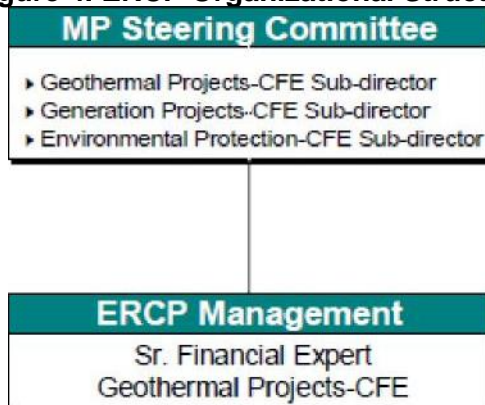 MP Steering Committee
▸ Geothermal Projects-CFE Sub-director
▸ Generation Projects-CFE Sub-director
▸ Environmental Protection-CFE Sub-director
ERCP Management
Sr. Financial Expert
Geothermal Projects-CFE